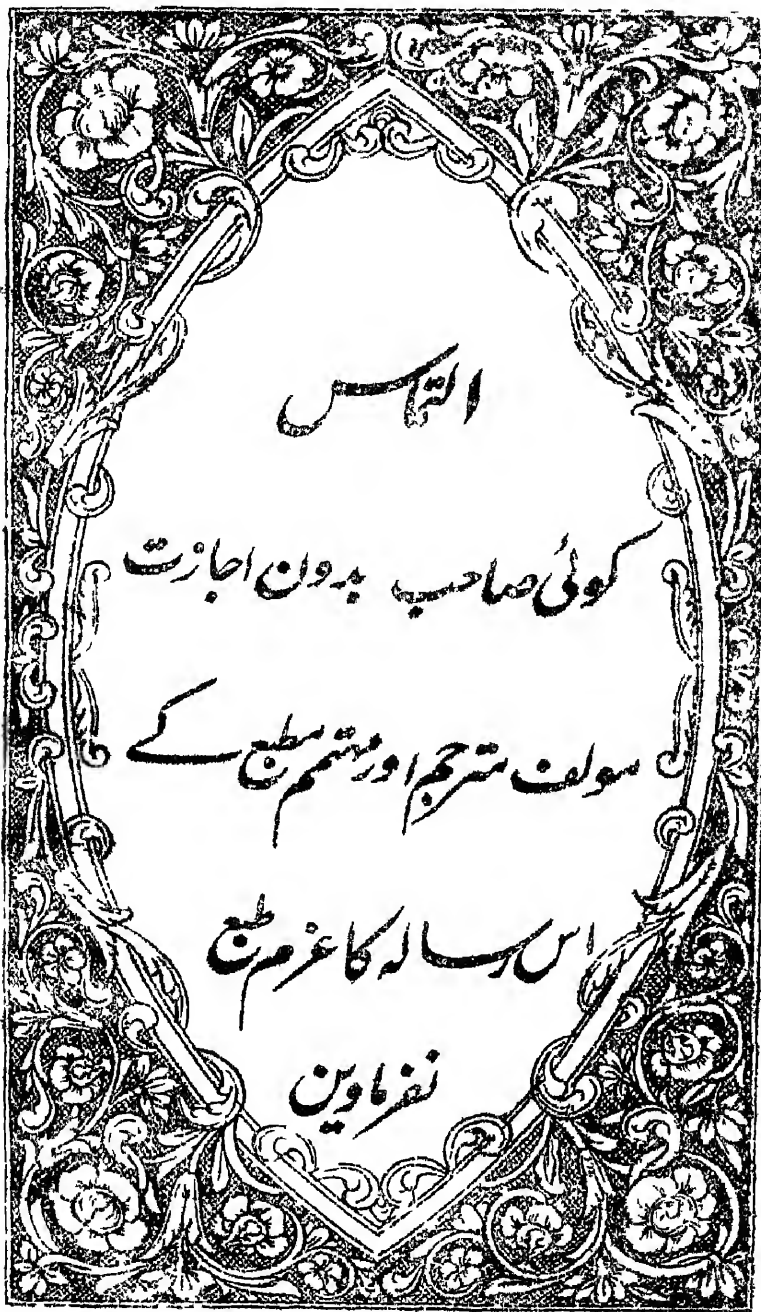 التماس
کوئی صاحب بدون اجازت
مولف مترجم اور مہتمم مطبع کے
اس رسالہ کا عزم طبع
نفرماوین